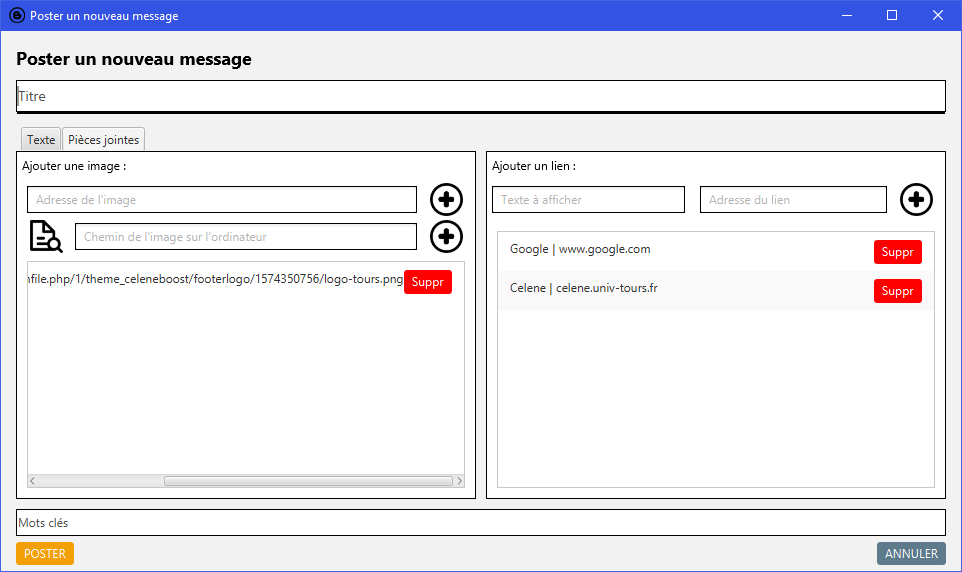 Poster un nouveau message
Poster un nouveau message
Titre
Texte Pièces jointes
Ajouter une image :
Adresse de l'image
Chemin de l'image sur l'ordinateur
nfile.php/1/theme_celeneboost/footerlogo/1574350756/logo-tours.png Suppr
Ajouter un lien :
Texte à afficher Adresse du lien
Google | www.google.com Suppr
Celene | celene.univ-tours.fr Suppr
Mots clés
POSTER ANNULER